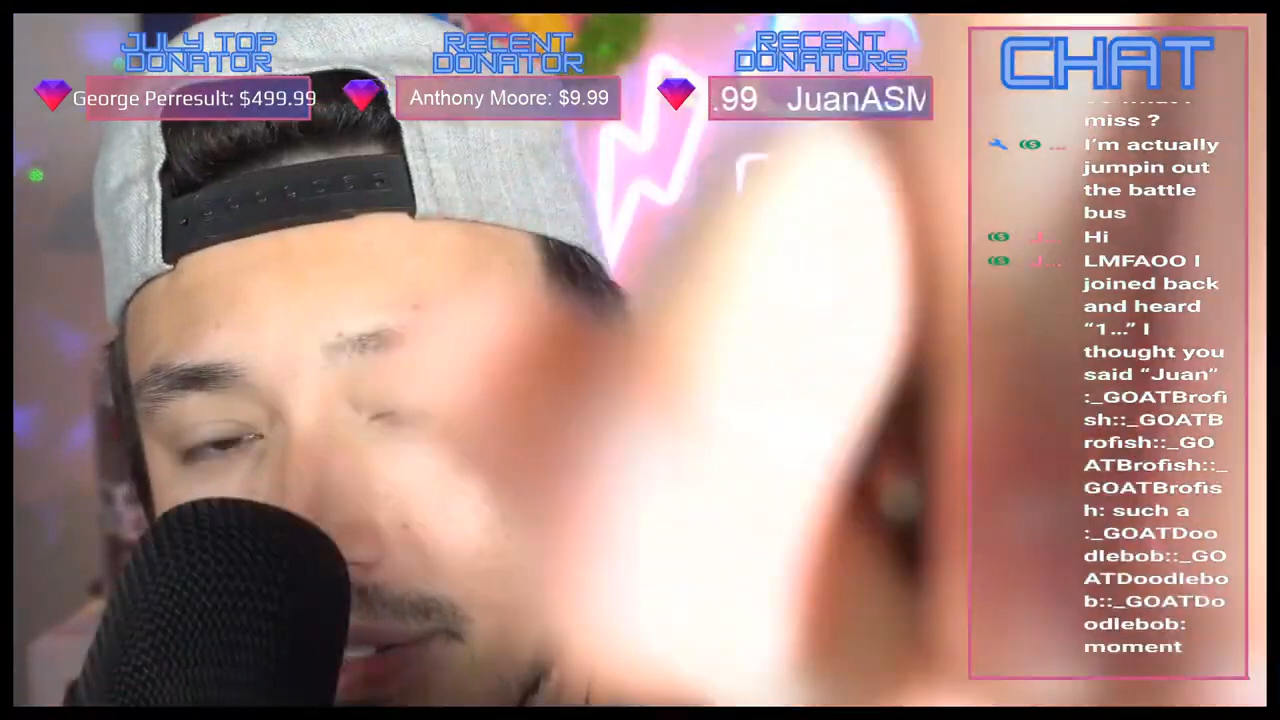 JULY TOP
DONATOR
George Perresult: $499.99
RECENT
DONATOR
Anthony Moore: $9.99
RECENT
DONATORS
.99 JuanASM
CHAT
miss ?
I'm actually
jumpin out
the battle
bus
Hi
J...
LMFAOO I
joined back
and heard
“1...” I
thought you
said “Juan”
:_GOATBrofi
sh::_GOATB
rofish::_GO
ATBrofish::_
GOATBrofis
h: such a
:_GOATDoo
dlebob::_GO
ATDoodlebo
b::_GOATDo
odlebob:
moment